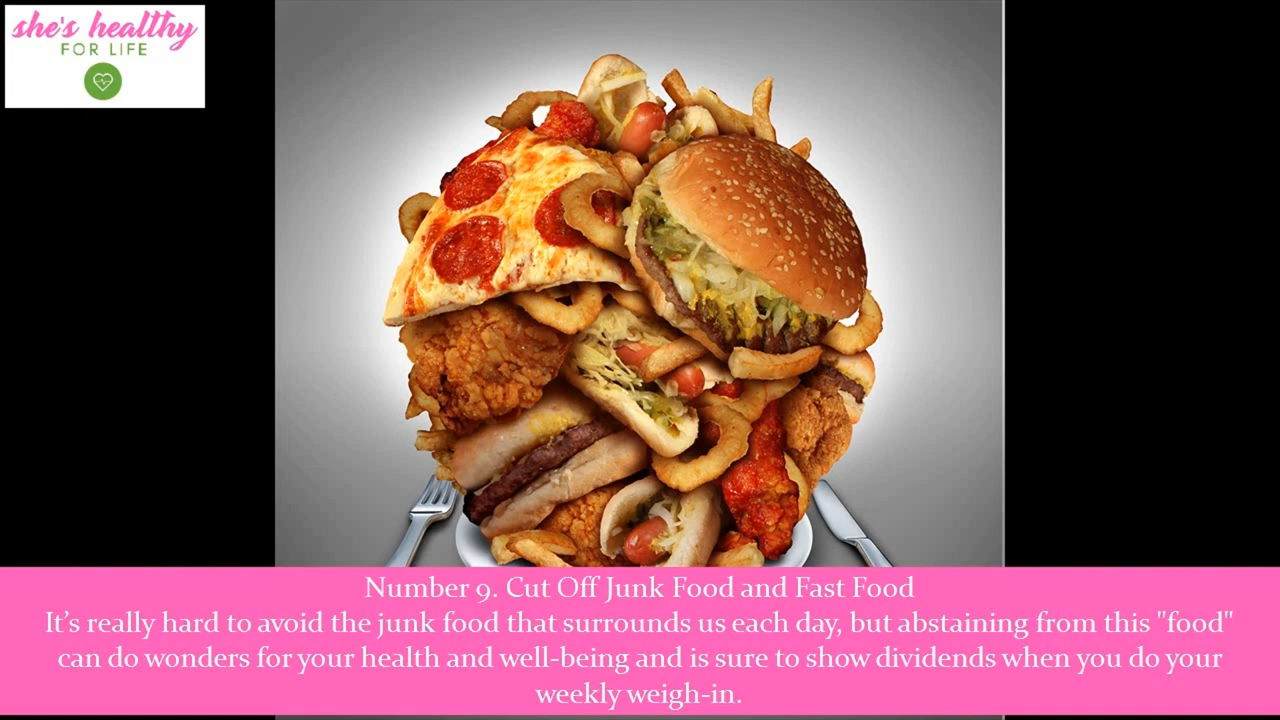 she's healthy
FOR LIFE
Number 9. Cut Off Junk Food and Fast Food
It’s really hard to avoid the junk food that surrounds us each day, but abstaining from this "food"
can do wonders for your health and well-being and is sure to show dividends when you do your
weekly weigh-in.